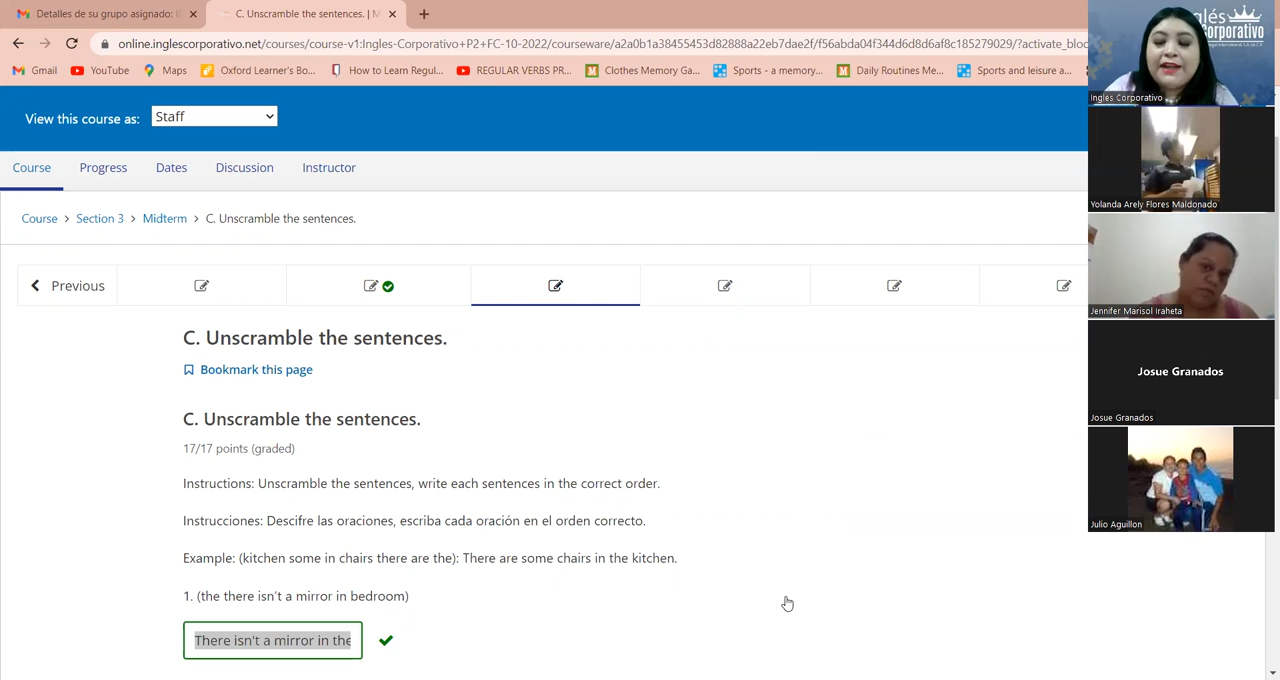 Detalles de su grupo asignado: I
C. Unscramble the sentences. | M
online.inglescorporativo.net/courses/course-v1:Ingles-Corporativo+P2+FC-10-2022/courseware/a2a0b1a38455453d82888a22eb7dae2f/f56abda04f344d6d8d6af8c185279029/?activate_bloc
Gmail
YouTube
Maps
Oxford Learner's Bo...
How to Learn Regul...
REGULAR VERBS PR...
Clothes Memory Ga...
Sports - a memory...
Daily Routines Me...
Sports and leisure a...
View this course as:
Staff
Course
Progress
Dates
Discussion
Instructor
Course > Section 3 > Midterm > C. Unscramble the sentences.
Previous
C. Unscramble the sentences.
Bookmark this page
C. Unscramble the sentences.
17/17 points (graded)
Instructions: Unscramble the sentences, write each sentences in the correct order.
Instrucciones: Descifre las oraciones, escriba cada oración en el orden correcto.
Example: (kitchen some in chairs there are the): There are some chairs in the kitchen.
1. (the there isn't a mirror in bedroom)
There isn't a mirror in the
Ingles Corporativo
Yolanda Arely Flores Maldonado
Jennifer Marisol Iraheta
Josue Granados
Josue Granados
Julio Aguillon